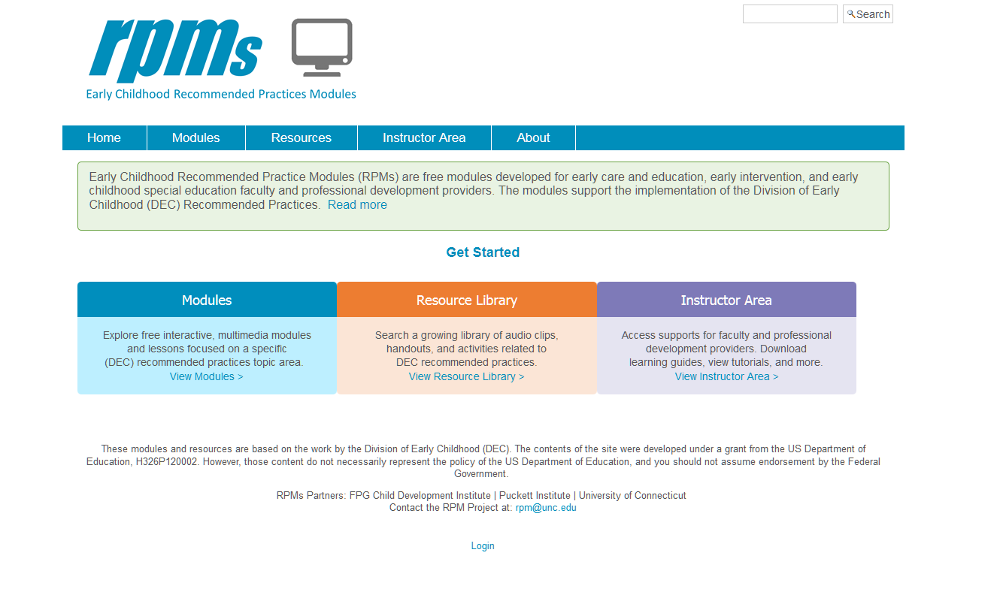 rpms
Early Childhood Recommended Practices Modules
Search
Home Modules Resources Instructor Area About
Early Childhood Recommended Practice Modules (RPMs) are free modules developed for early care and education, early intervention, and early
childhood special education faculty and professional development providers. The modules support the implementation of the Division of Early
Childhood (DEC) Recommended Practices. Read more
Get Started
Modules
Explore free interactive, multimedia modules
and lessons focused on a specific
(DEC) recommended practices topic area.
View Modules >
Resource Library
Search a growing library of audio clips,
handouts, and activities related to
DEC recommended practices.
View Resource Library >
Instructor Area
Access supports for faculty and professional
development providers. Download
learning guides, view tutorials, and more.
View Instructor Area >
These modules and resources are based on the work by the Division of Early Childhood (DEC). The contents of the site were developed under a grant from the US Department of
Education, H326P120002. However, those content do not necessarily represent the policy of the US Department of Education, and you should not assume endorsement by the Federal
Government.
RPMs Partners: FPG Child Development Institute | Puckett Institute | University of Connecticut
Contact the RPM Project at: rpm@unc.edu
Login